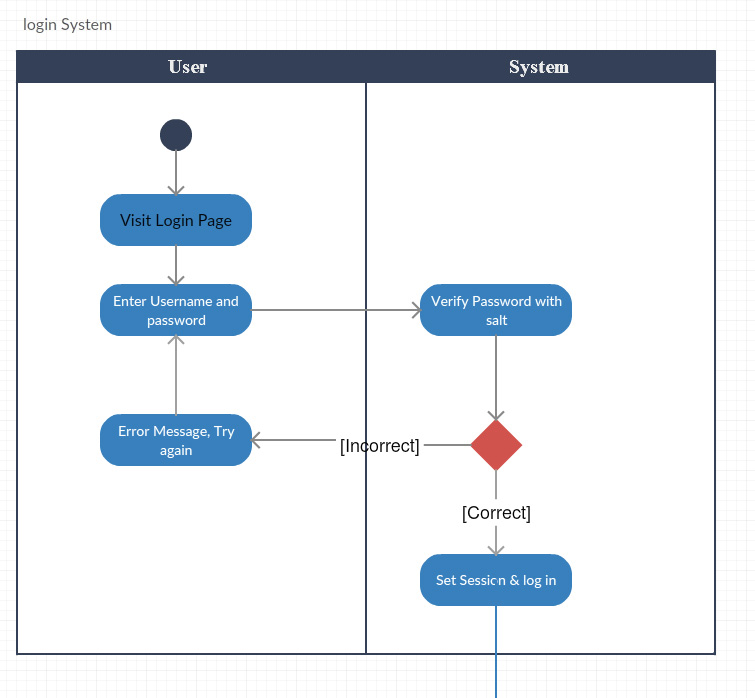 login System
User
System
Visit Login Page
Enter Username and
password
Verify Password with
salt
Error Message, Try
again
[Incorrect]
[Correct]
Set Session & log in